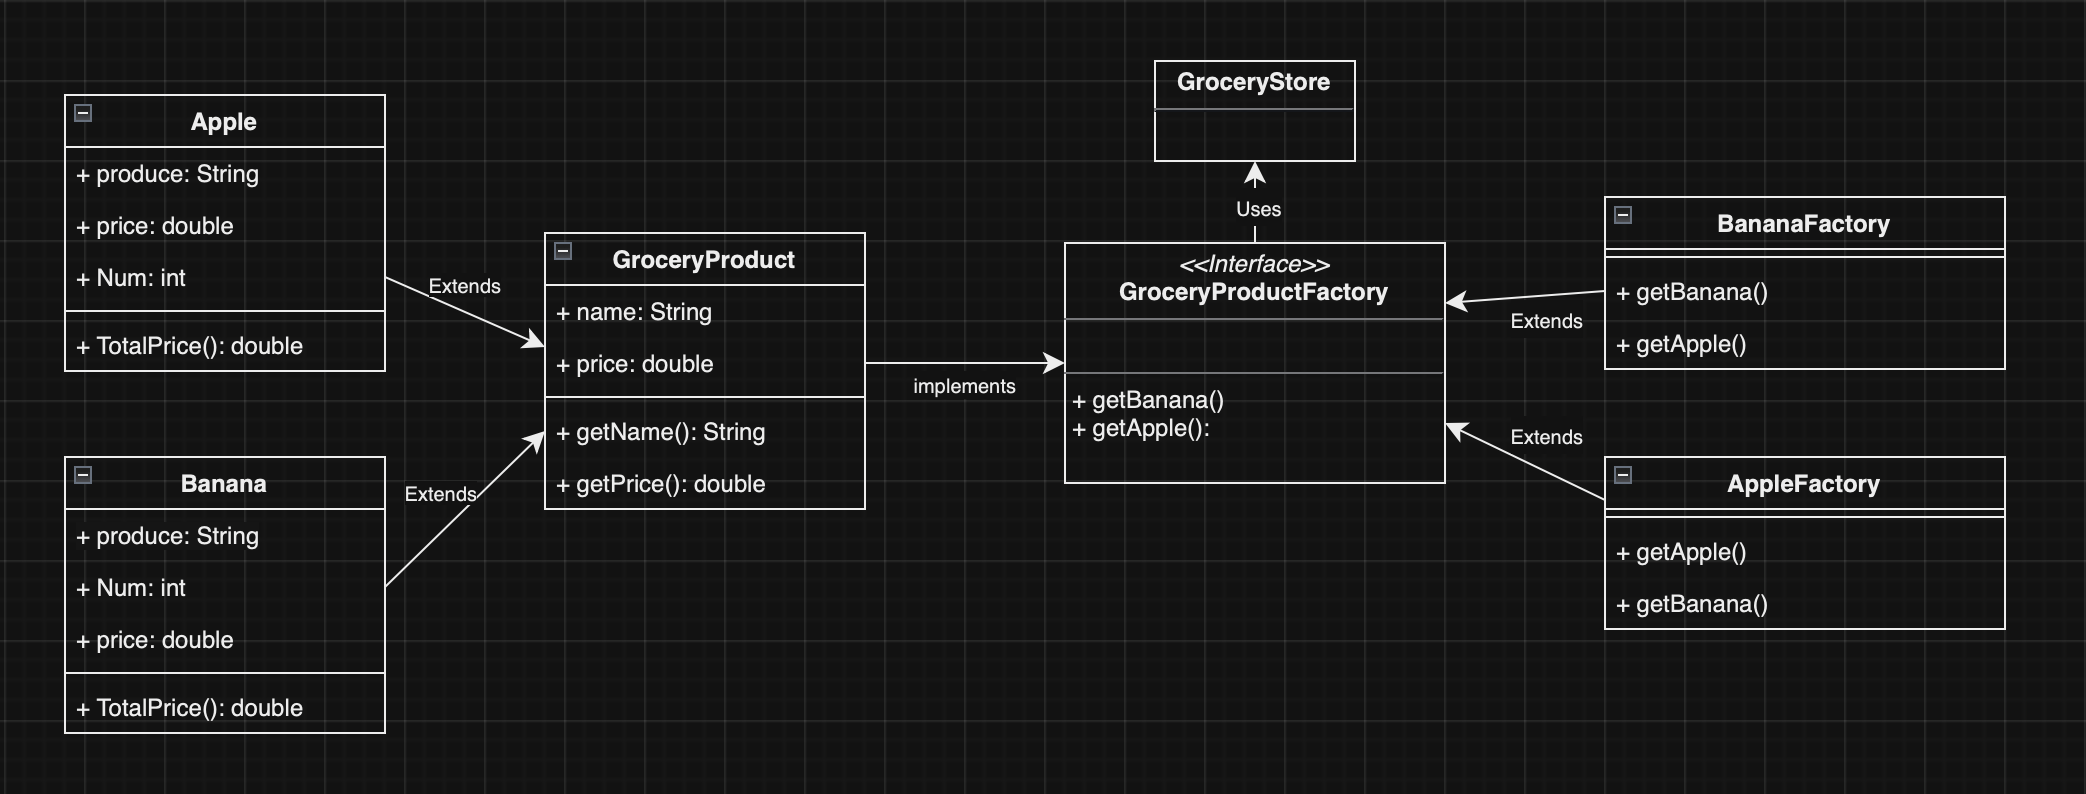 GroceryStore
Uses
Apple
+ produce: String
+ price: double
+ Num: int
+ TotalPrice(): double
Extends
Banana
+ produce: String
+ Num: int
+ price: double
+ TotalPrice(): double
Extends
GroceryProduct
+ name: String
+ price: double
+ getName(): String
+ getPrice(): double
implements
<<Interface>>
GroceryProductFactory
+ getBanana()
+ getApple():
BananaFactory
+ getBanana()
+ getApple()
Extends
AppleFactory
+ getApple()
+ getBanana()
Extends